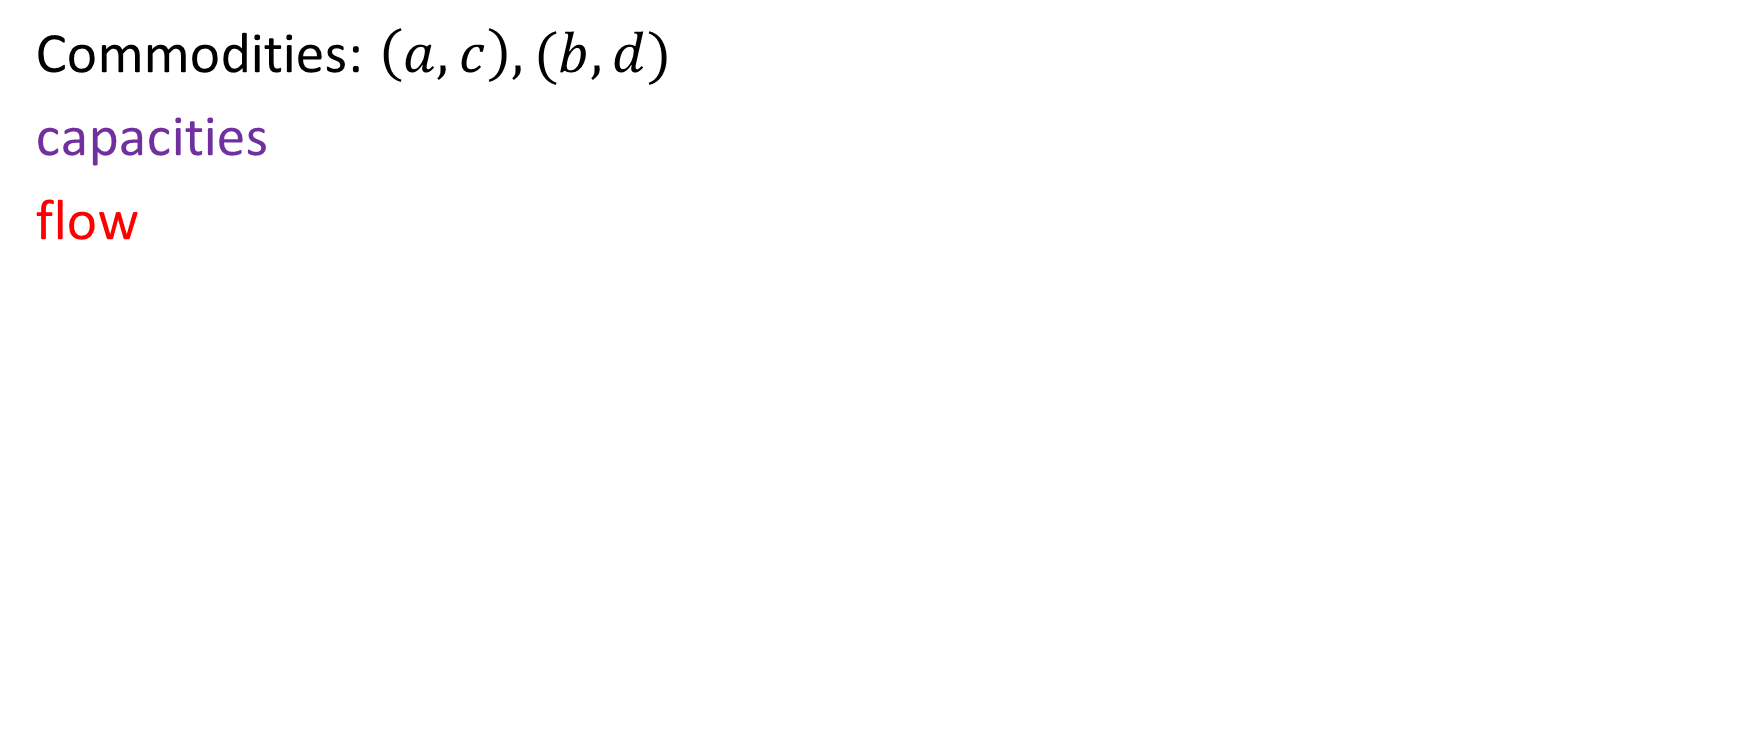 Commodities: (a, c), (b, d)
capacities
flow